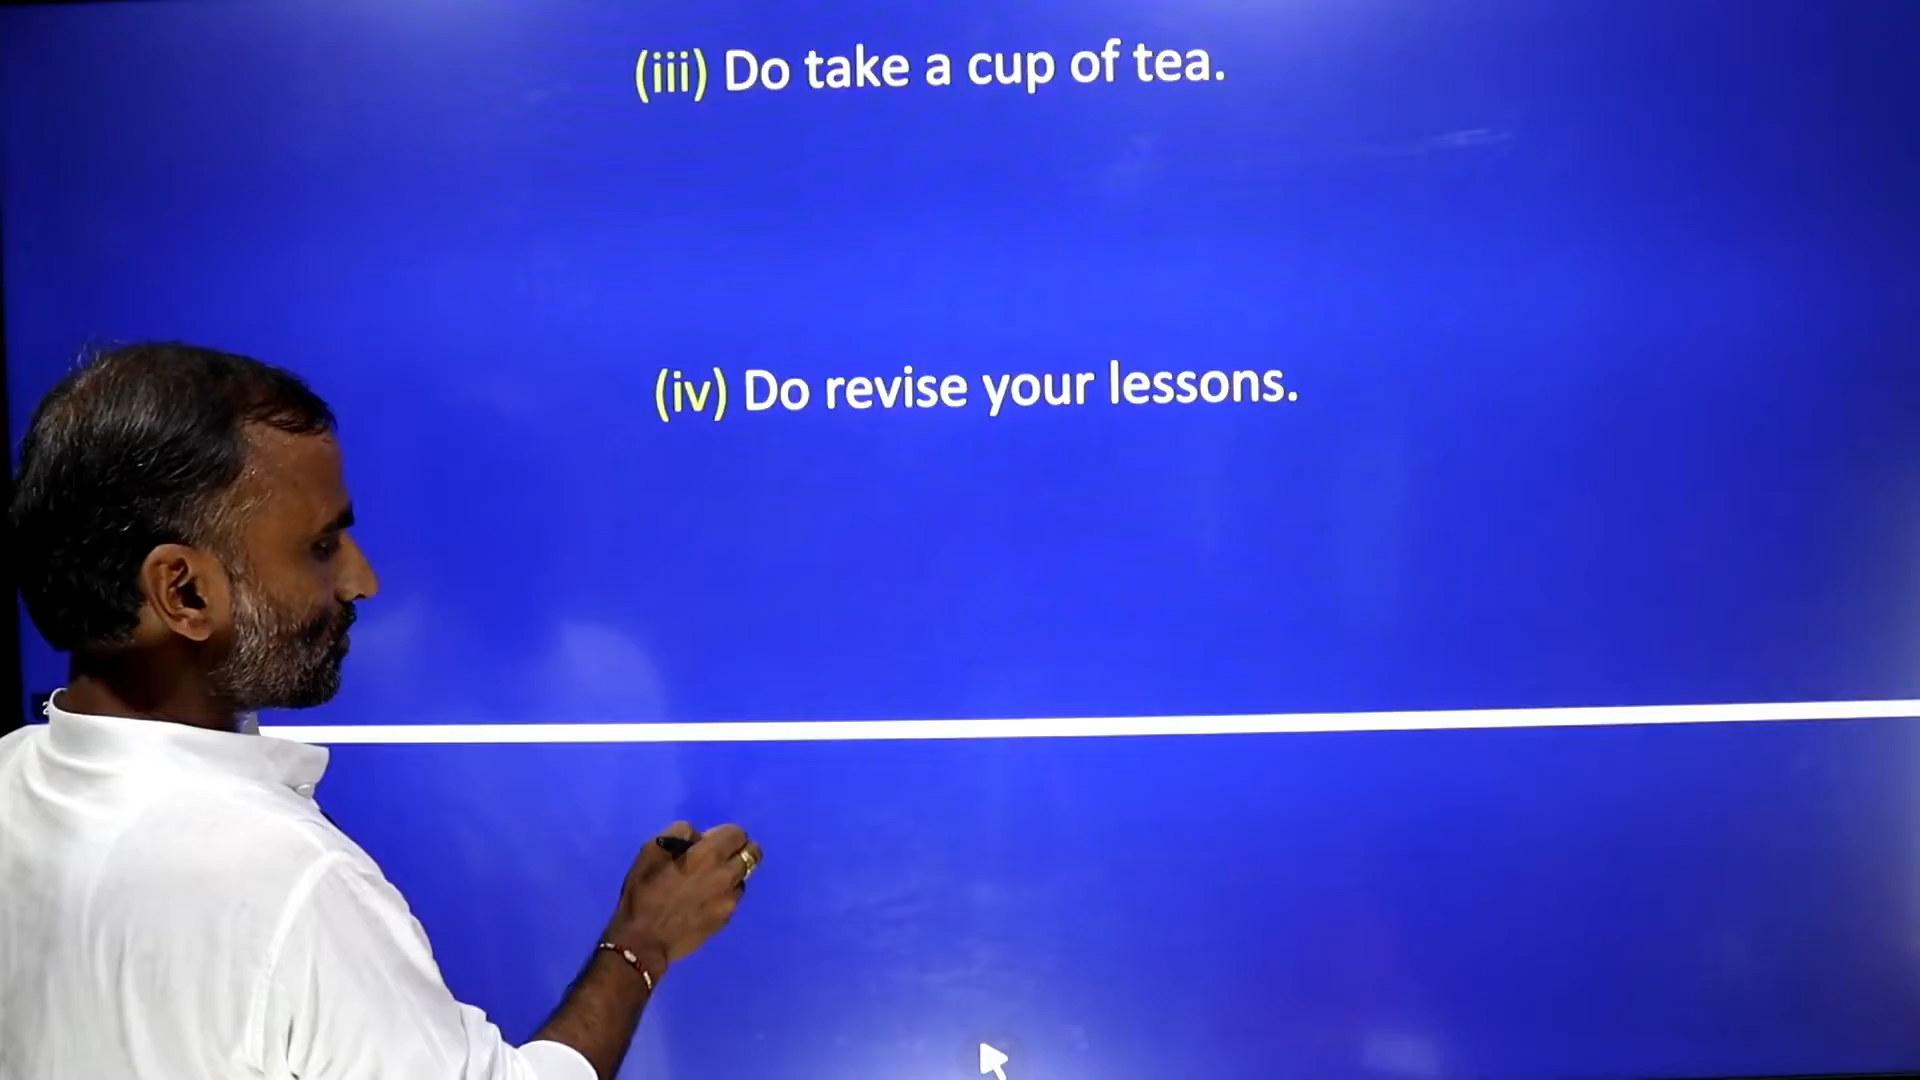 (iii) Do take a cup of tea.
(iv) Do revise your lessons.